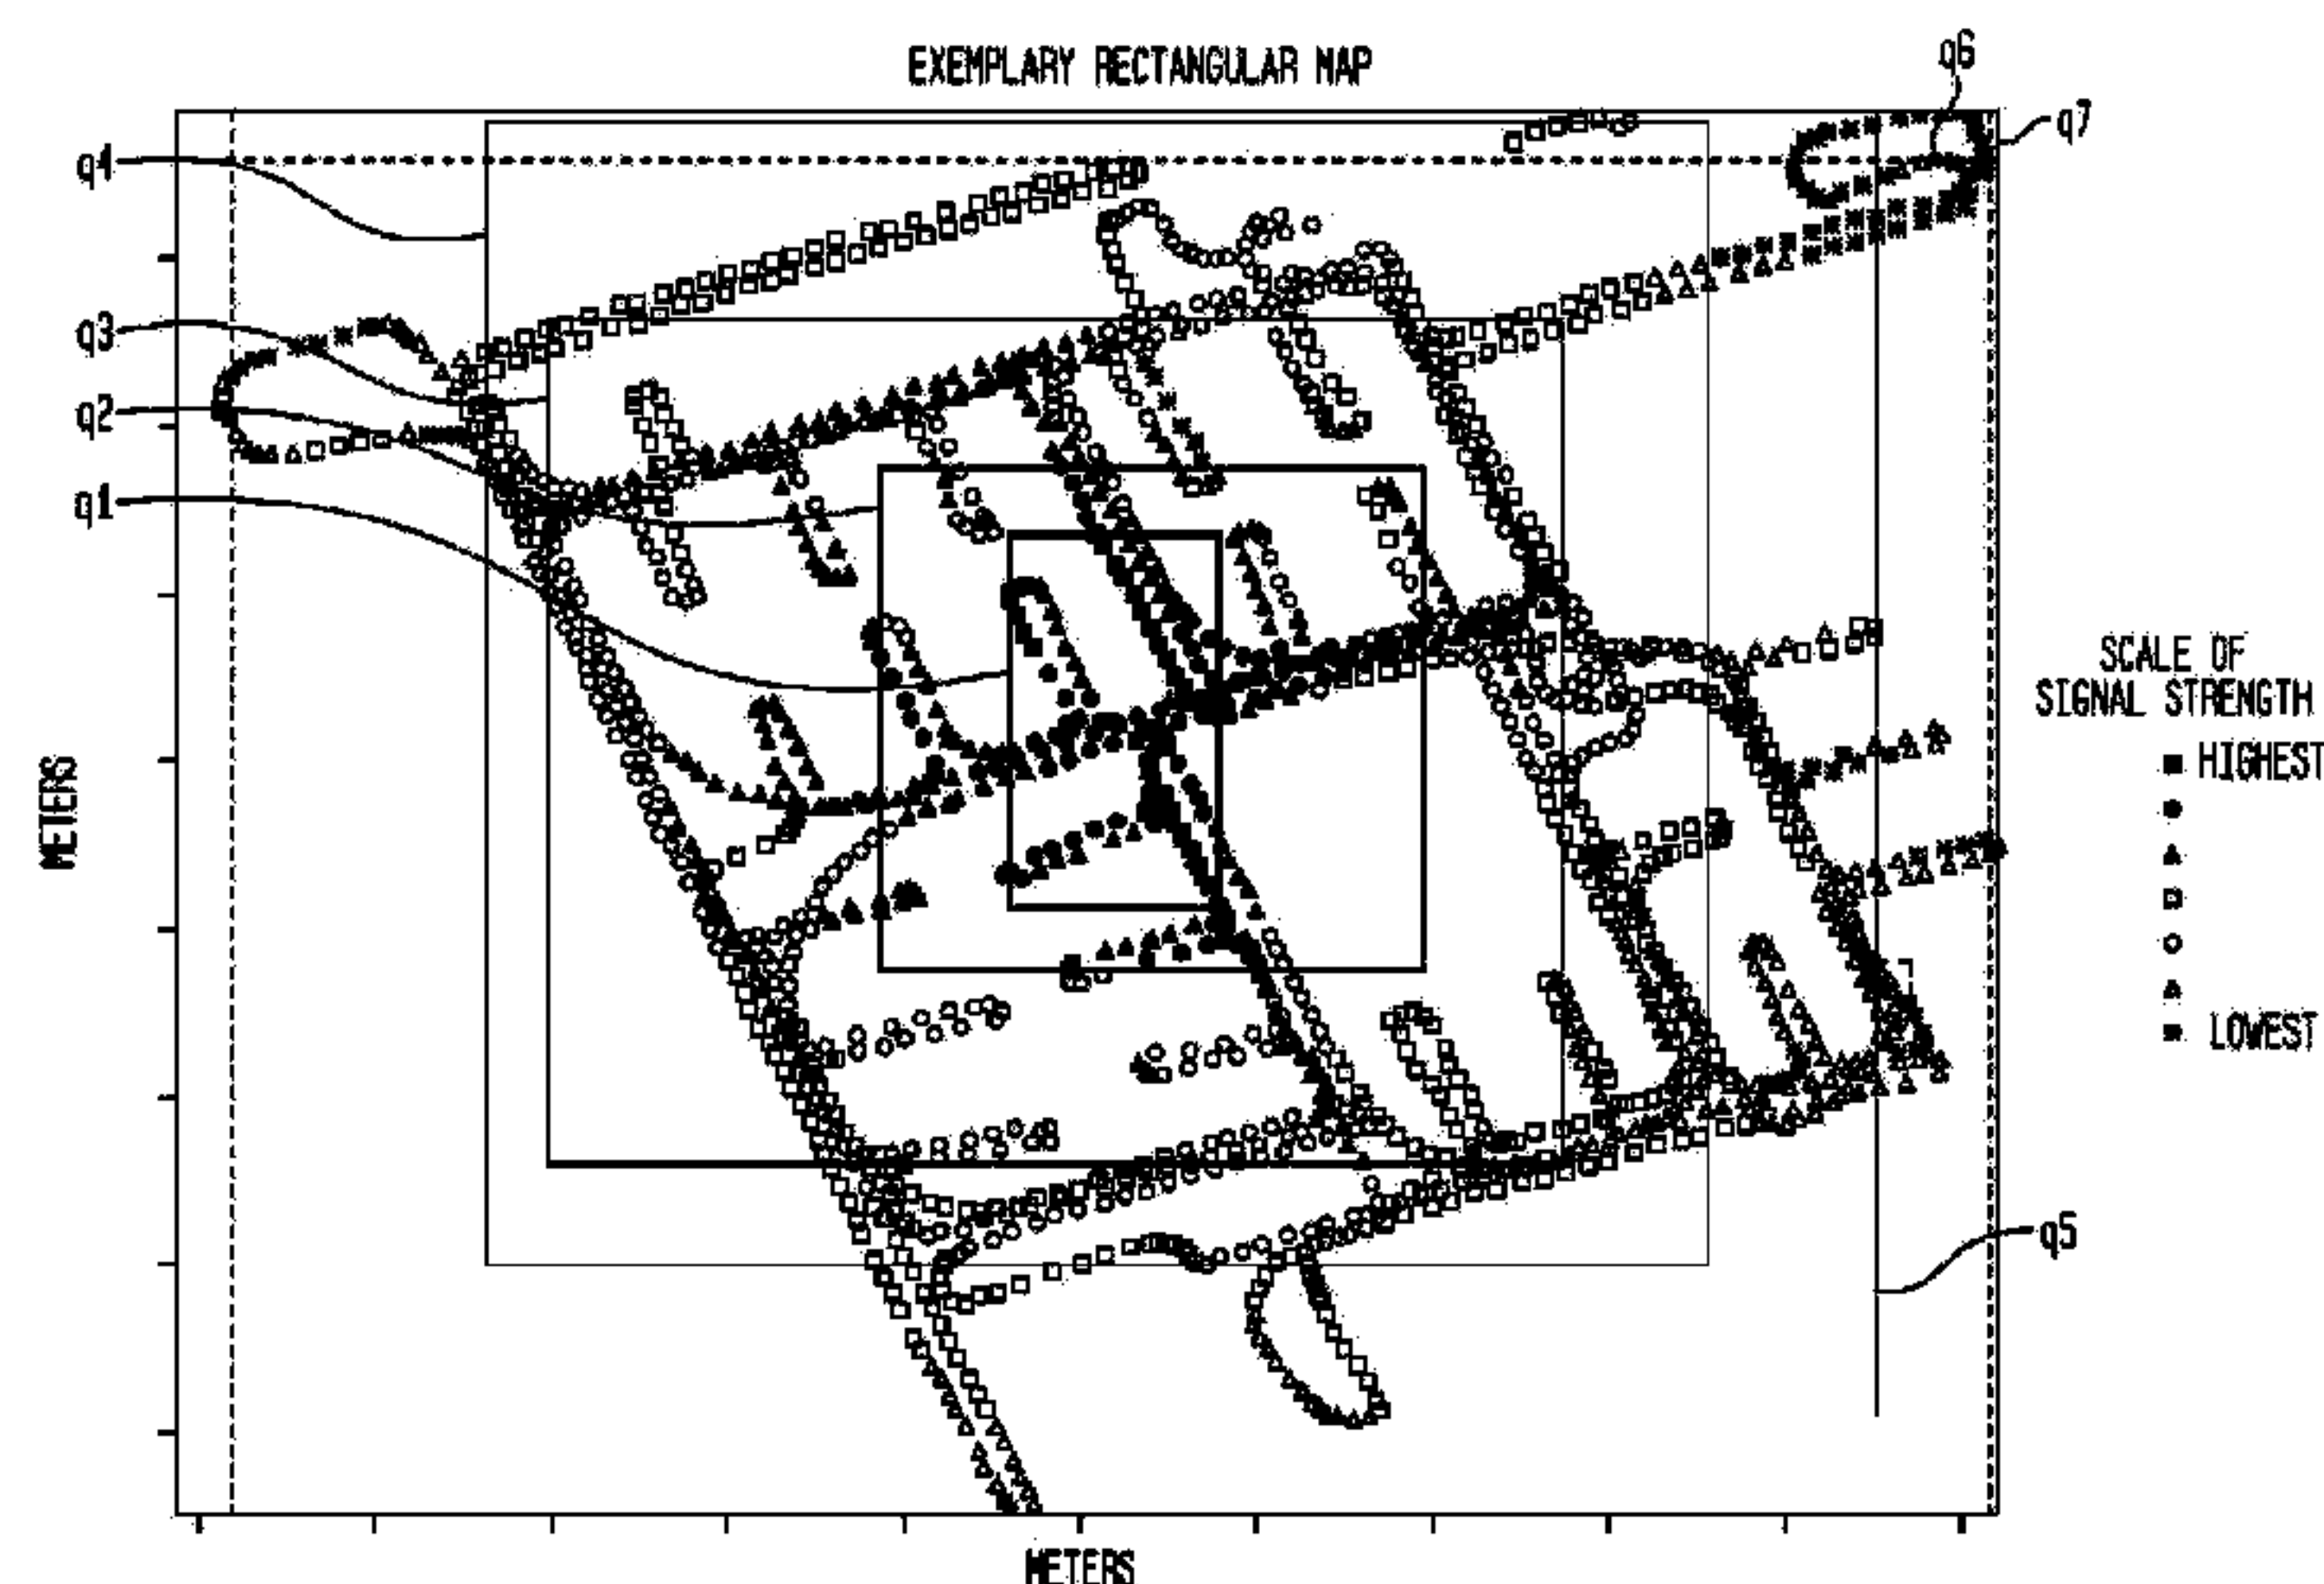 EXEMPLARY RECTANGULAR MAP
q6
q7
q4
q3
q2
q1
METERS
SCALE OF
SIGNAL STRENGTH
HIGHEST
LOWEST
q5
METERS